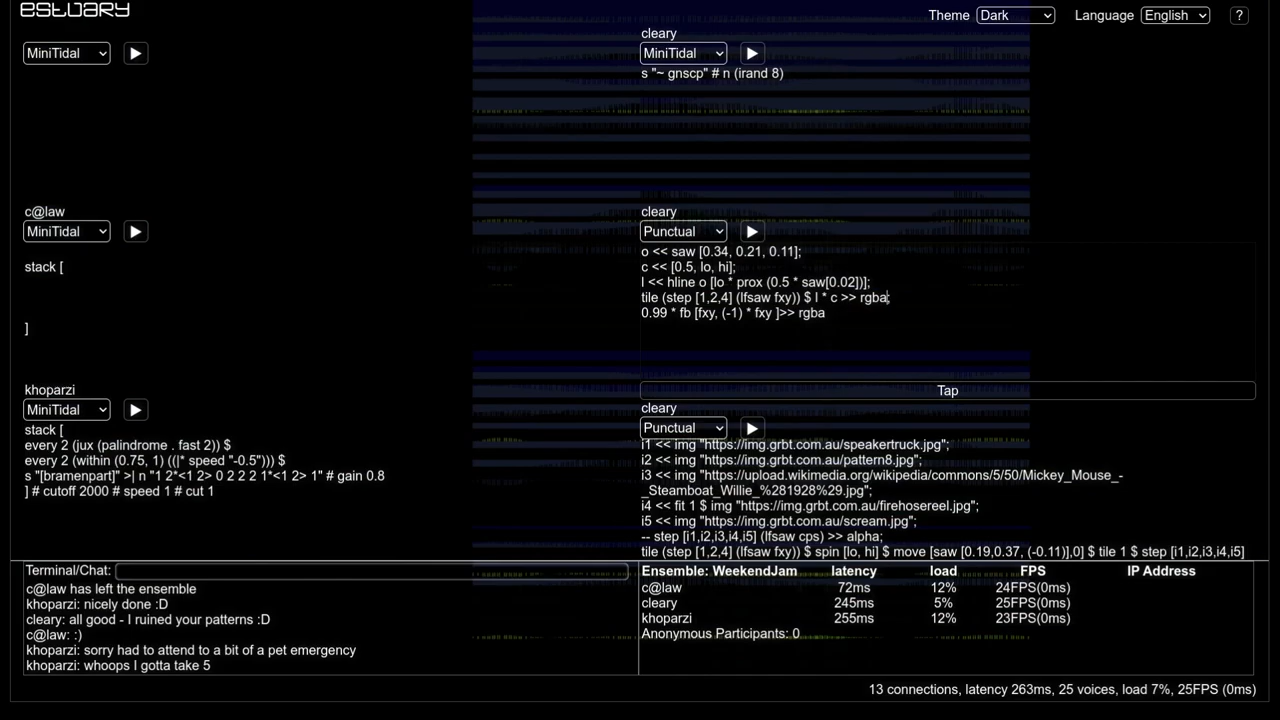 estuary
Theme Dark Language English ?
MiniTidal
cleary
MiniTidal
s "~ gnscp" # n (irand 8)
c@law
MiniTidal
stack [
]
cleary
Punctual
o << saw [0.34, 0.21, 0.11];
c << [0.5, lo, hi];
l << hline o [lo * prox (0.5 * saw[0.02])];
tile (step [1,2,4] (lfsaw fxy)) $ l * c >> rgba;
0.99 * fb [fxy, (-1) * fxy ]>> rgba
Tap
khoparzi
MiniTidal
stack [
every 2 (jux (palindrome . fast 2)) $
every 2 (within (0.75, 1) ((|* speed "-0.5"))) $
s "[bramenpart]" >| n "1 2*<1 2> 0 2 2 2 1*<1 2> 1" # gain 0.8
] # cutoff 2000 # speed 1 # cut 1
cleary
Punctual
i1 << img "https://img.grbt.com.au/speakertruck.jpg";
i2 << img "https://img.grbt.com.au/pattern8.jpg";
i3 << img "https://upload.wikimedia.org/wikipedia/commons/5/50/Mickey_Mouse_-
_Steamboat_Willie_%281928%29.jpg";
i4 << fit 1 $ img "https://img.grbt.com.au/firehosereel.jpg";
i5 << img "https://img.grbt.com.au/scream.jpg";
-- step [i1,i2,i3,i4,i5] (lfsaw cps) >> alpha;
tile (step [1,2,4] (lfsaw fxy)) $ spin [lo, hi] $ move [saw [0.19,0.37, (-0.11)],0] $ tile 1 $ step [i1,i2,i3,i4,i5]
Terminal/Chat:
c@law has left the ensemble
khoparzi: nicely done :D
cleary: all good - I ruined your patterns :D
c@law: :)
khoparzi: sorry had to attend to a bit of a pet emergency
khoparzi: whoops I gotta take 5
Ensemble: WeekendJam latency load FPS IP Address
c@law 72ms 12% 24FPS(0ms)
cleary 245ms 5% 25FPS(0ms)
khoparzi 255ms 12% 23FPS(0ms)
Anonymous Participants: 0
13 connections, latency 263ms, 25 voices, load 7%, 25FPS (0ms)